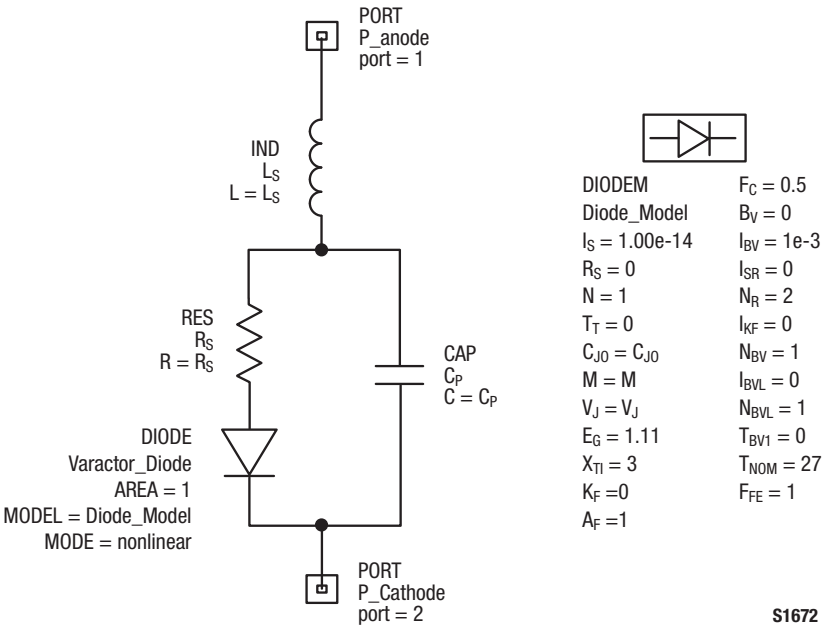 PORT
P_anode
port = 1
IND
L_S
L = L_S
RES
R_S
R = R_S
CAP
C_P
C = C_P
DIODE
Varactor_Diode
AREA = 1
MODEL = Diode_Model
MODE = nonlinear
PORT
P_Cathode
port = 2
DIODEM
Diode_Model
I_S = 1.00e-14
R_S = 0
N = 1
T_T = 0
C_J0 = C_J0
M = M
V_J = V_J
E_G = 1.11
X_TI = 3
K_F =0
A_F =1
F_C = 0.5
B_V = 0
I_BV = 1e-3
I_SR = 0
N_R = 2
I_KF = 0
N_BV = 1
I_BVL = 0
N_BVL = 1
T_BV1 = 0
T_NOM = 27
F_FE = 1
S1672